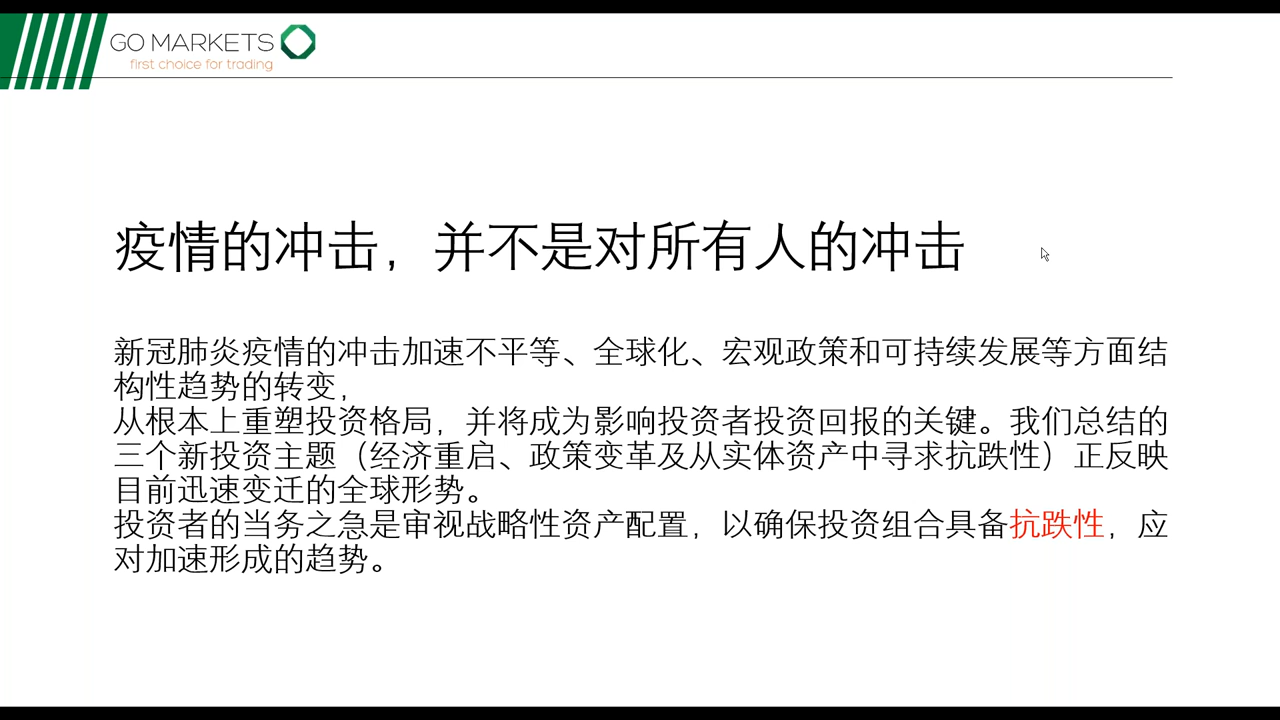 GO MARKETS
first choice for trading
疫情的冲击，并不是对所有人的冲击
新冠肺炎疫情的冲击加速不平等、全球化、宏观政策和可持续发展等方面结
构性趋势的转变，
从根本上重塑投资格局，并将成为影响投资者投资回报的关键。我们总结的
三个新投资主题（经济重启、政策变革及从实体资产中寻求抗跌性）正反映
目前迅速变迁的全球形势。
投资者的当务之急是审视战略性资产配置，以确保投资组合具备抗跌性，应
对加速形成的趋势。